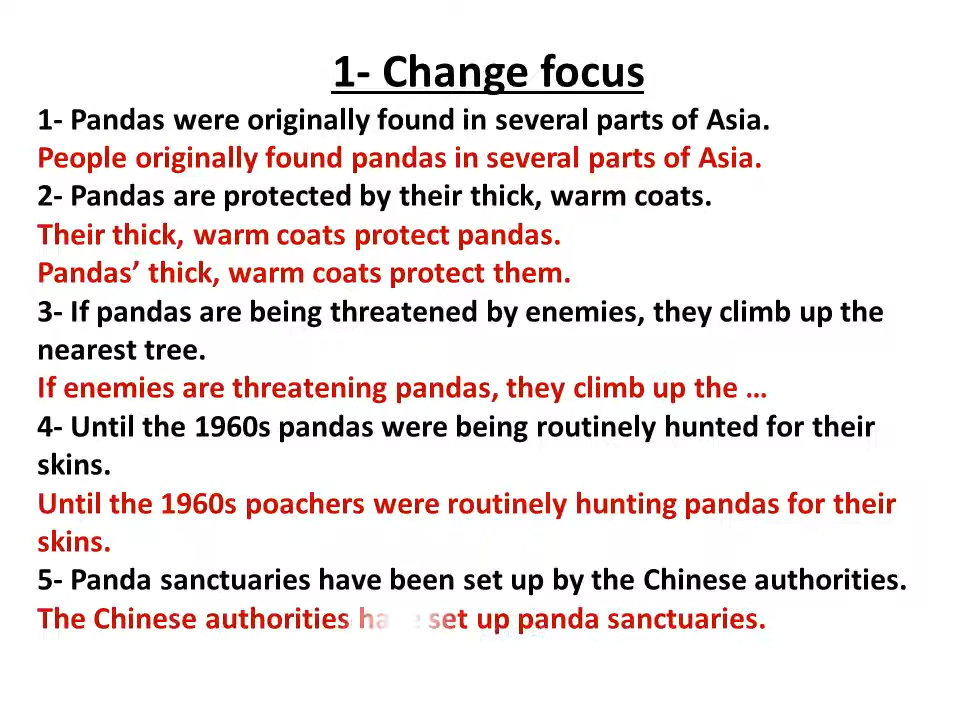 1- Change focus
1- Pandas were originally found in several parts of Asia.
People originally found pandas in several parts of Asia.
2- Pandas are protected by their thick, warm coats.
Their thick, warm coats protect pandas.
Pandas’ thick, warm coats protect them.
3- If pandas are being threatened by enemies, they climb up the
nearest tree.
If enemies are threatening pandas, they climb up the …
4- Until the 1960s pandas were being routinely hunted for their
skins.
Until the 1960s poachers were routinely hunting pandas for their
skins.
5- Panda sanctuaries have been set up by the Chinese authorities.
The Chinese authorities have set up panda sanctuaries.